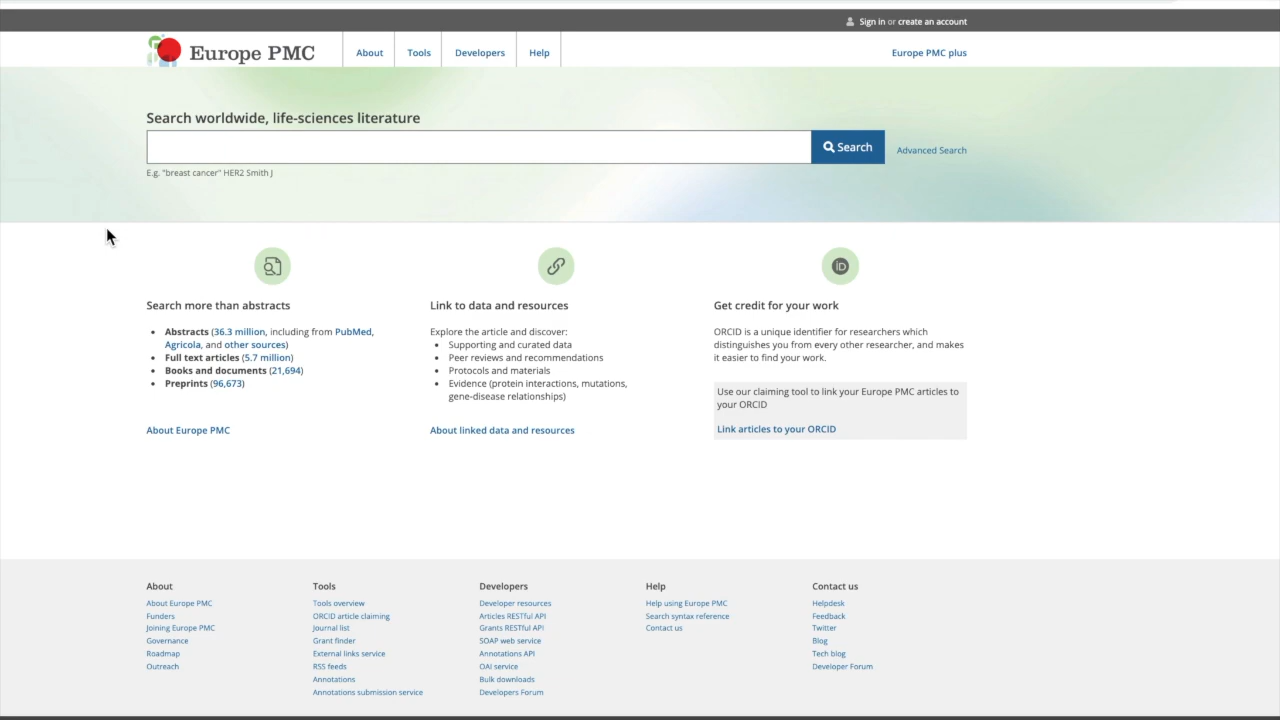 Sign in or create an account
Europe PMC
About
Tools
Developers
Help
Europe PMC plus
Search worldwide, life-sciences literature
Search
Advanced Search
E.g. "breast cancer" HER2 Smith J
iD
Search more than abstracts
Abstracts (36.3 million, including from PubMed,
Agricola, and other sources)
Full text articles (5.7 million)
Books and documents (21,694)
Preprints (96,673)
About Europe PMC
Link to data and resources
Explore the article and discover:
Supporting and curated data
Peer reviews and recommendations
Protocols and materials
Evidence (protein interactions, mutations,
gene-disease relationships)
About linked data and resources
Get credit for your work
ORCID is a unique identifier for researchers which
distinguishes you from every other researcher, and makes
it easier to find your work.
Use our claiming tool to link your Europe PMC articles to
your ORCID
Link articles to your ORCID
About
About Europe PMC
Funders
Joining Europe PMC
Governance
Roadmap
Outreach
Tools
Tools overview
ORCID article claiming
Journal list
Grant finder
External links service
RSS feeds
Annotations
Annotations submission service
Developers
Developer resources
Articles RESTful API
Grants RESTful API
SOAP web service
Annotations API
OAI service
Bulk downloads
Developers Forum
Help
Help using Europe PMC
Search syntax reference
Contact us
Contact us
Helpdesk
Feedback
Twitter
Blog
Tech blog
Developer Forum